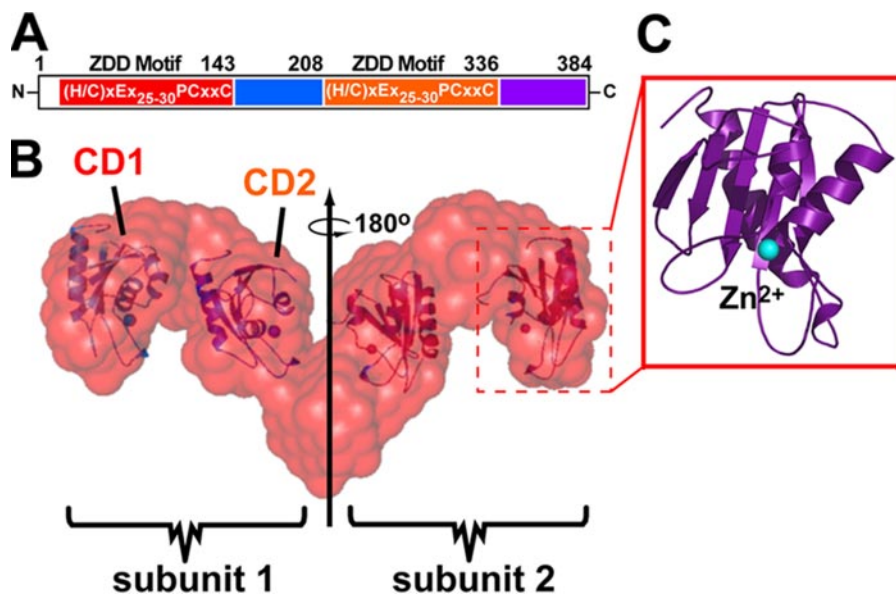 A
1 ZDD Motif 143 208 ZDD Motif 336 384
N (H/C)xEx25-30PCxxC (H/C)xEx25-30PCxxC C
B
CD1
CD2
180º
subunit 1
subunit 2
C
Zn2+